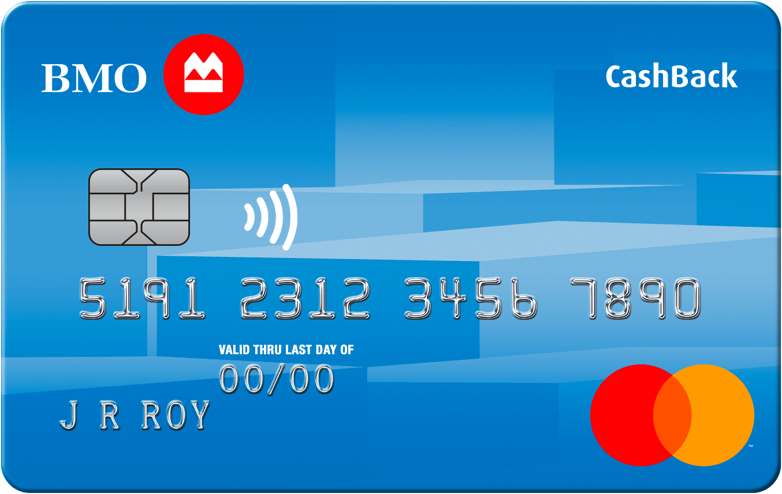 BMO
CashBack
5191 2312 3456 7890
VALID THRU LAST DAY OF
00/00
J R ROY